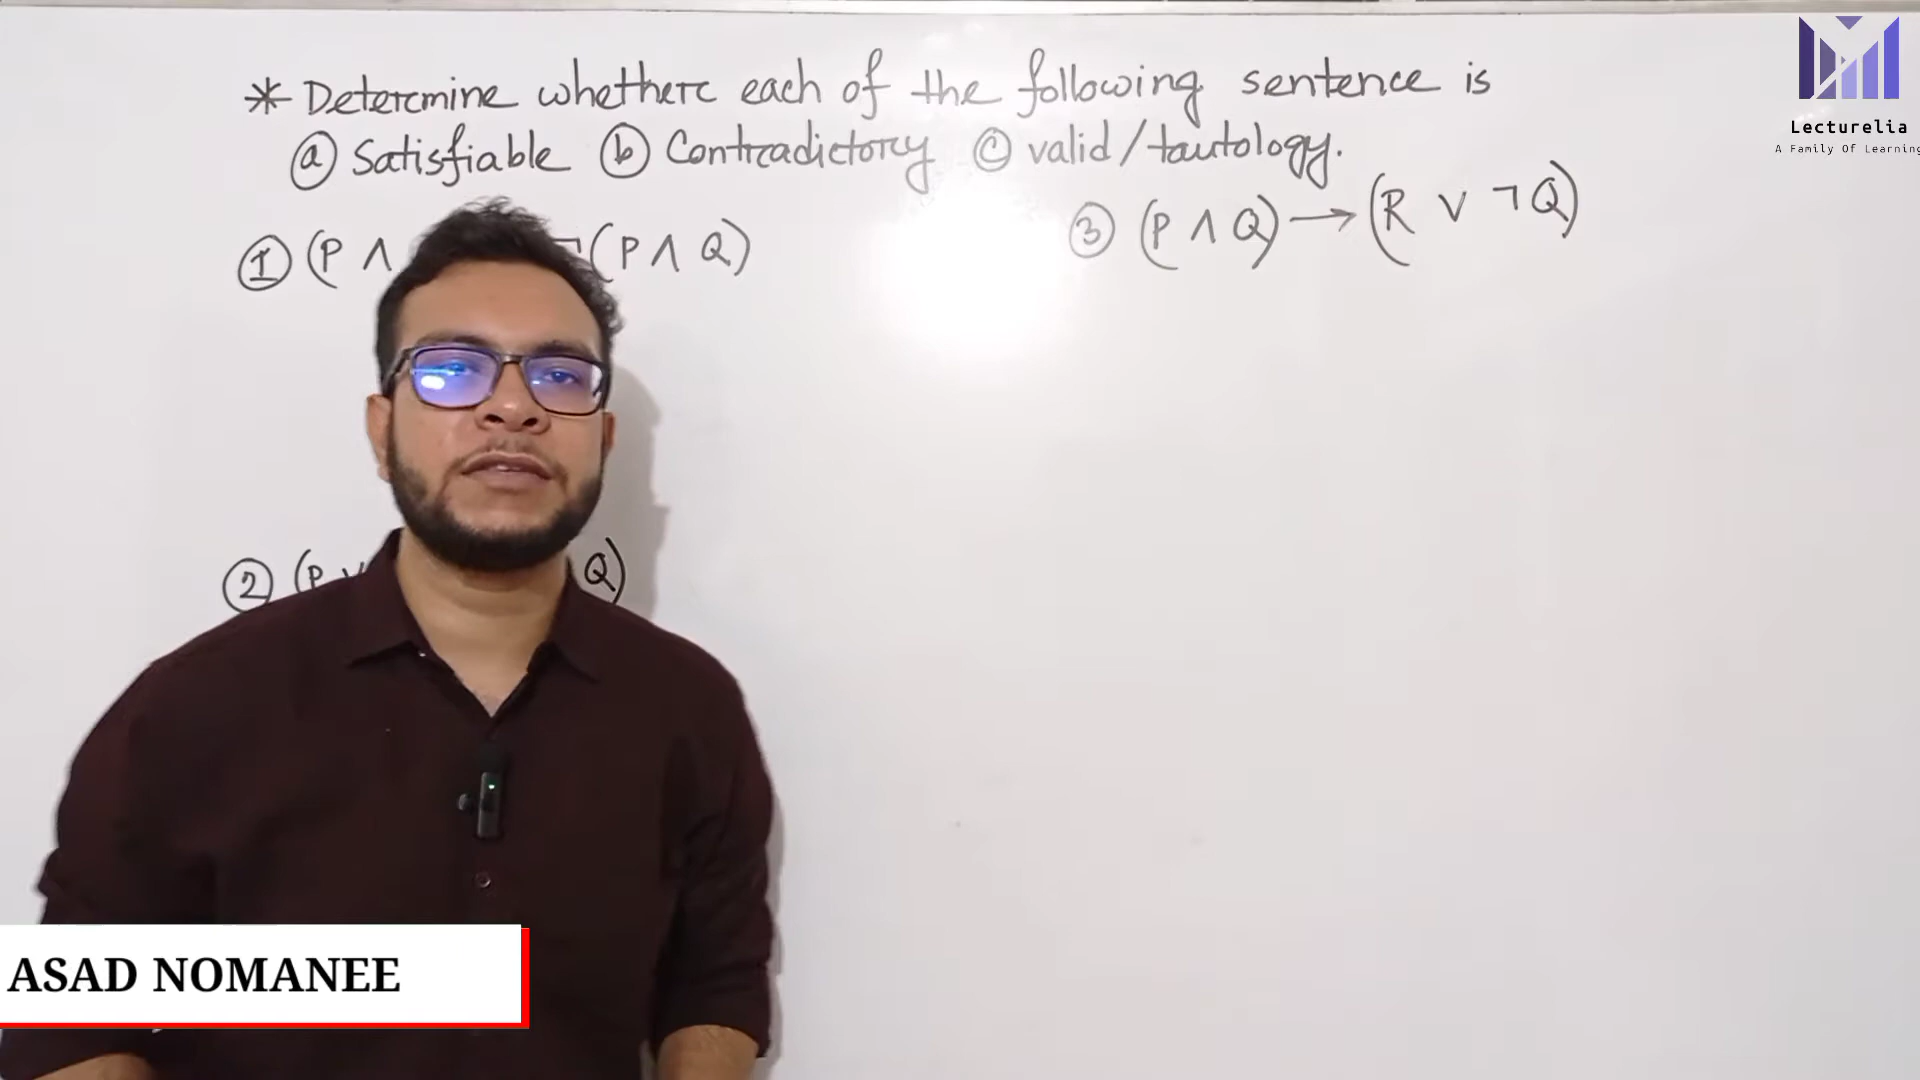 * Determine whether each of the following sentence is
ⓐ Satisfiable ⓑ Contradictory ⓒ valid/tautology.
① (P ∧ ¬(P ∧ Q)
③ (P ∧ Q) → (R ∨ ¬Q)
② (P ∨ Q)
Lecturelia
A Family Of Learning
ASAD NOMANEE